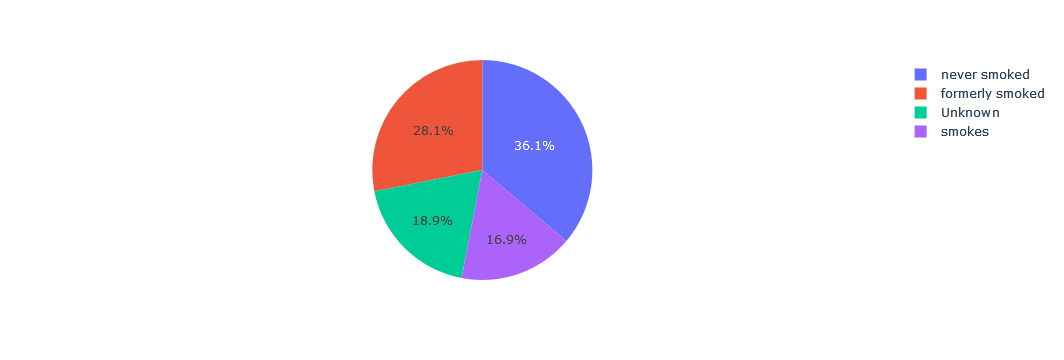 never smoked
formerly smoked
Unknown
smokes
28.1%
36.1%
18.9%
16.9%